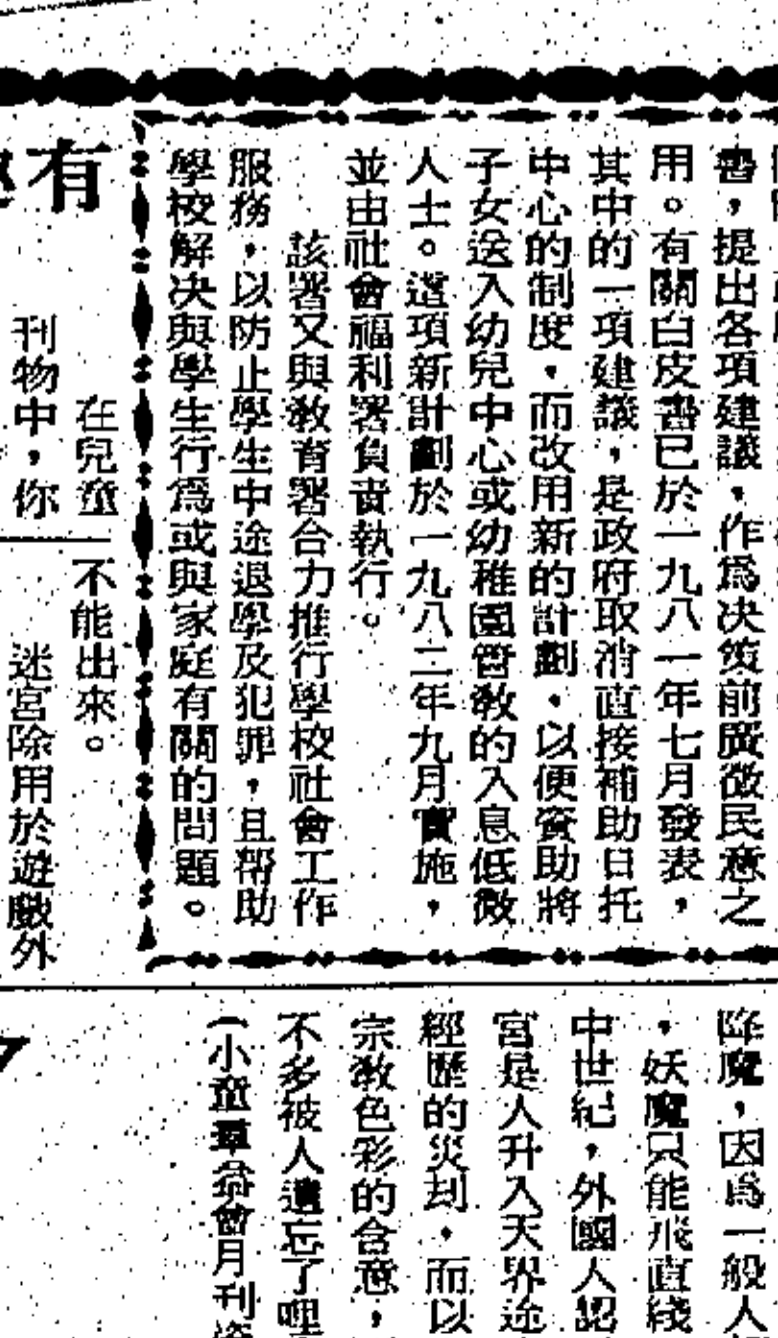 書，提出各項建議，作爲决策前廣徵民意之
用。有關白皮書已於一九八一年七月發表，
其中的一項建議，是政府取消直接補助日托
中心的制度，而改用新的計劃，以便資助將
子女送入幼兒中心或幼稚園管教的入息低微
人士。這項新計劃於一九八二年九月實施，
並由社會福利署負責執行。
該署又與教育署合力推行學校社會工作
服務，以防止學生中途退學及犯罪，且幫助
學校解决與學生行爲或與家庭有關的問題。
有
在兒童
刊物中，你
不能出來。
迷宮除用於遊戲外
降魔，因爲一般人
，妖魔只能飛直綫
中世紀，外國人認
宮是人升入天界途
經歷的災刼，而以
宗教色彩的含意，
不多被人遺忘了哩
（小童羣益會月刊